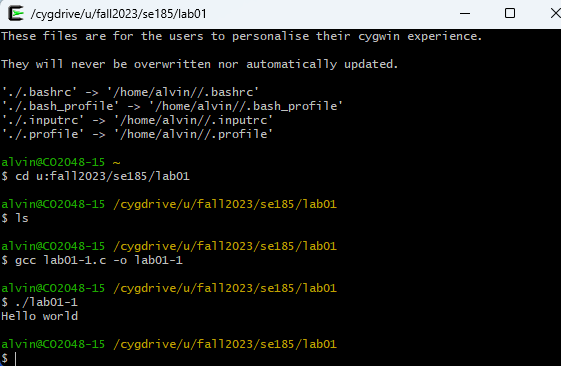 /cygdrive/u/fall2023/se185/lab01
These files are for the users to personalise their cygwin experience.
They will never be overwritten nor automatically updated.
'./.bashrc' -> '/home/alvin//.bashrc'
'./.bash_profile' -> '/home/alvin//.bash_profile'
'./.inputrc' -> '/home/alvin//.inputrc'
'./.profile' -> '/home/alvin//.profile'
alvin@CO2048-15 ~
$ cd u:fall2023/se185/lab01
alvin@CO2048-15 /cygdrive/u/fall2023/se185/lab01
$ ls
alvin@CO2048-15 /cygdrive/u/fall2023/se185/lab01
$ gcc lab01-1.c -o lab01-1
alvin@CO2048-15 /cygdrive/u/fall2023/se185/lab01
$ ./lab01-1
Hello world
alvin@CO2048-15 /cygdrive/u/fall2023/se185/lab01
$